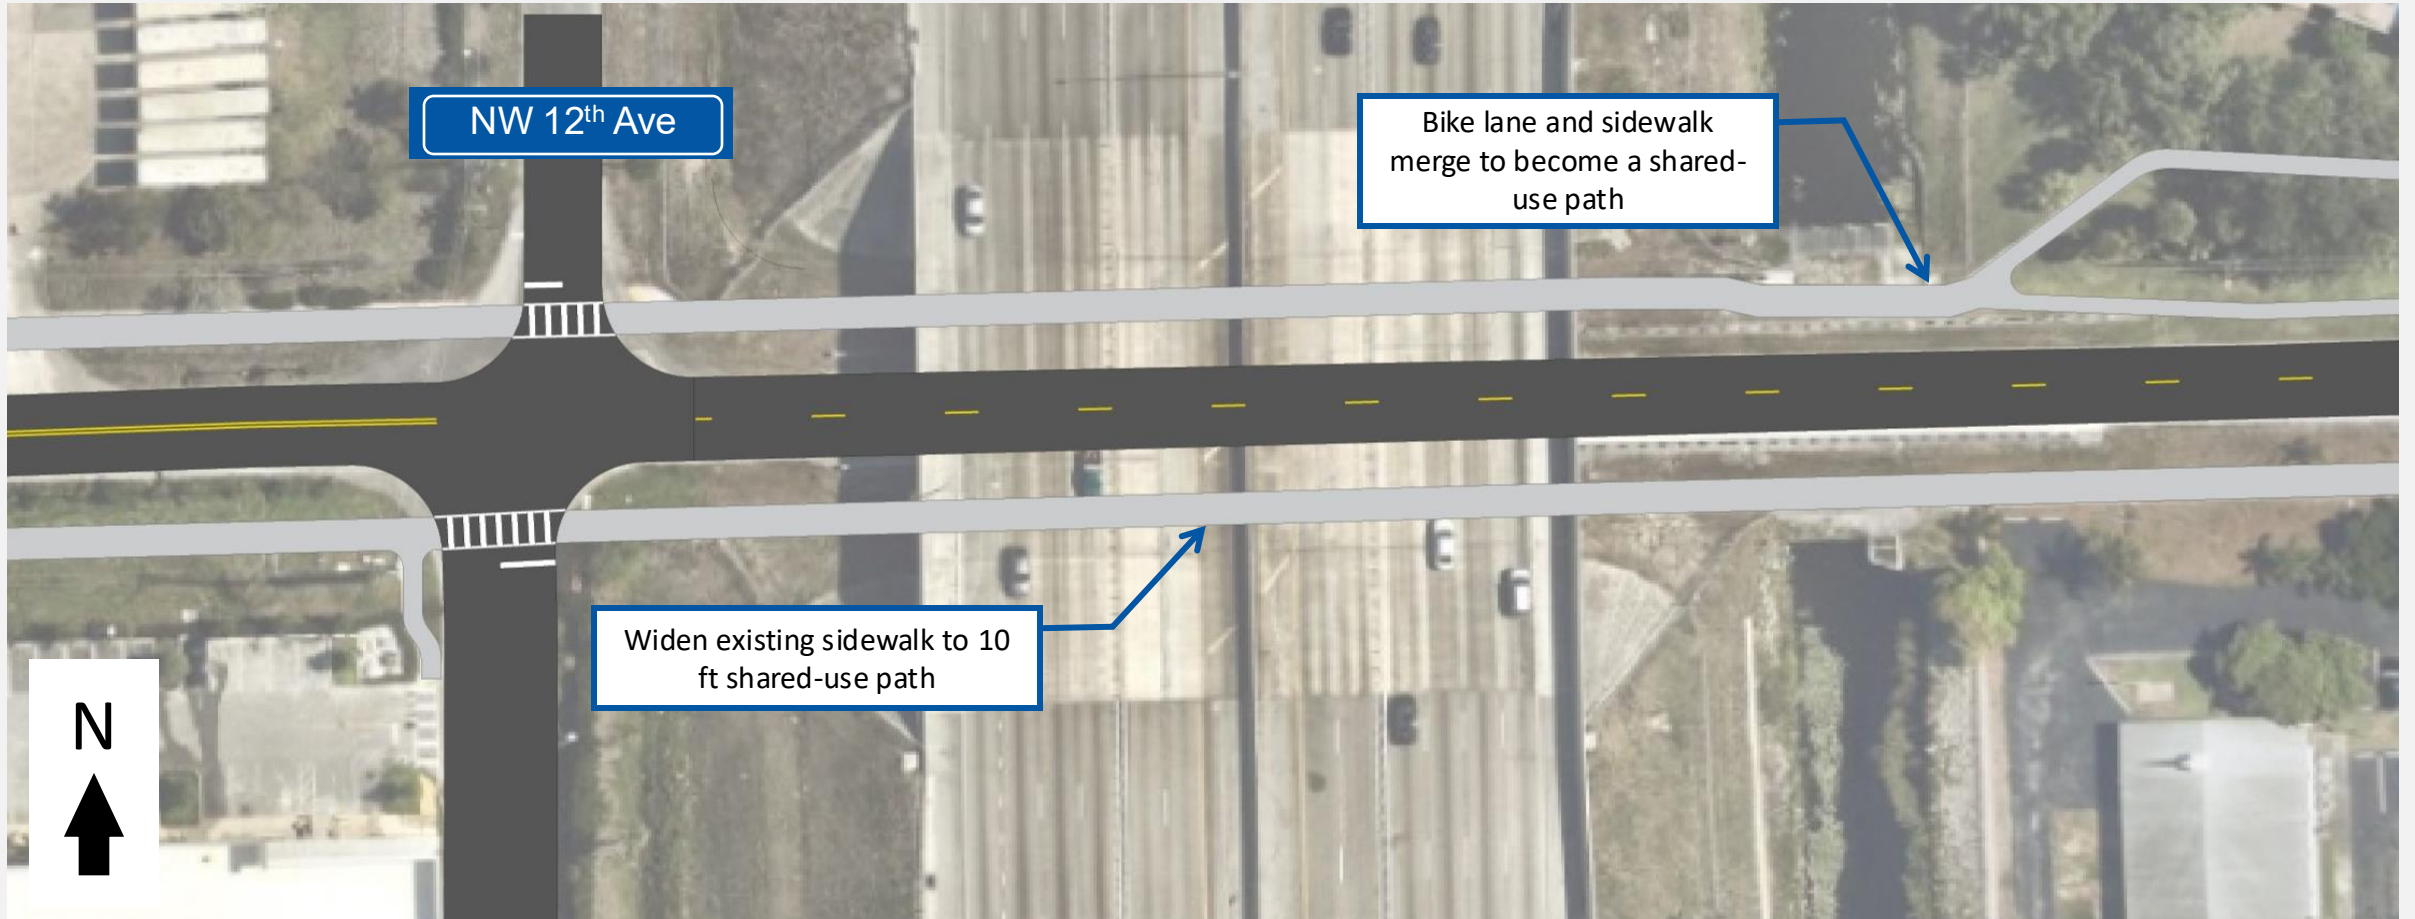 NW 12th Ave
Bike lane and sidewalk
merge to become a shared-
use path
Widen existing sidewalk to 10
ft shared-use path
N